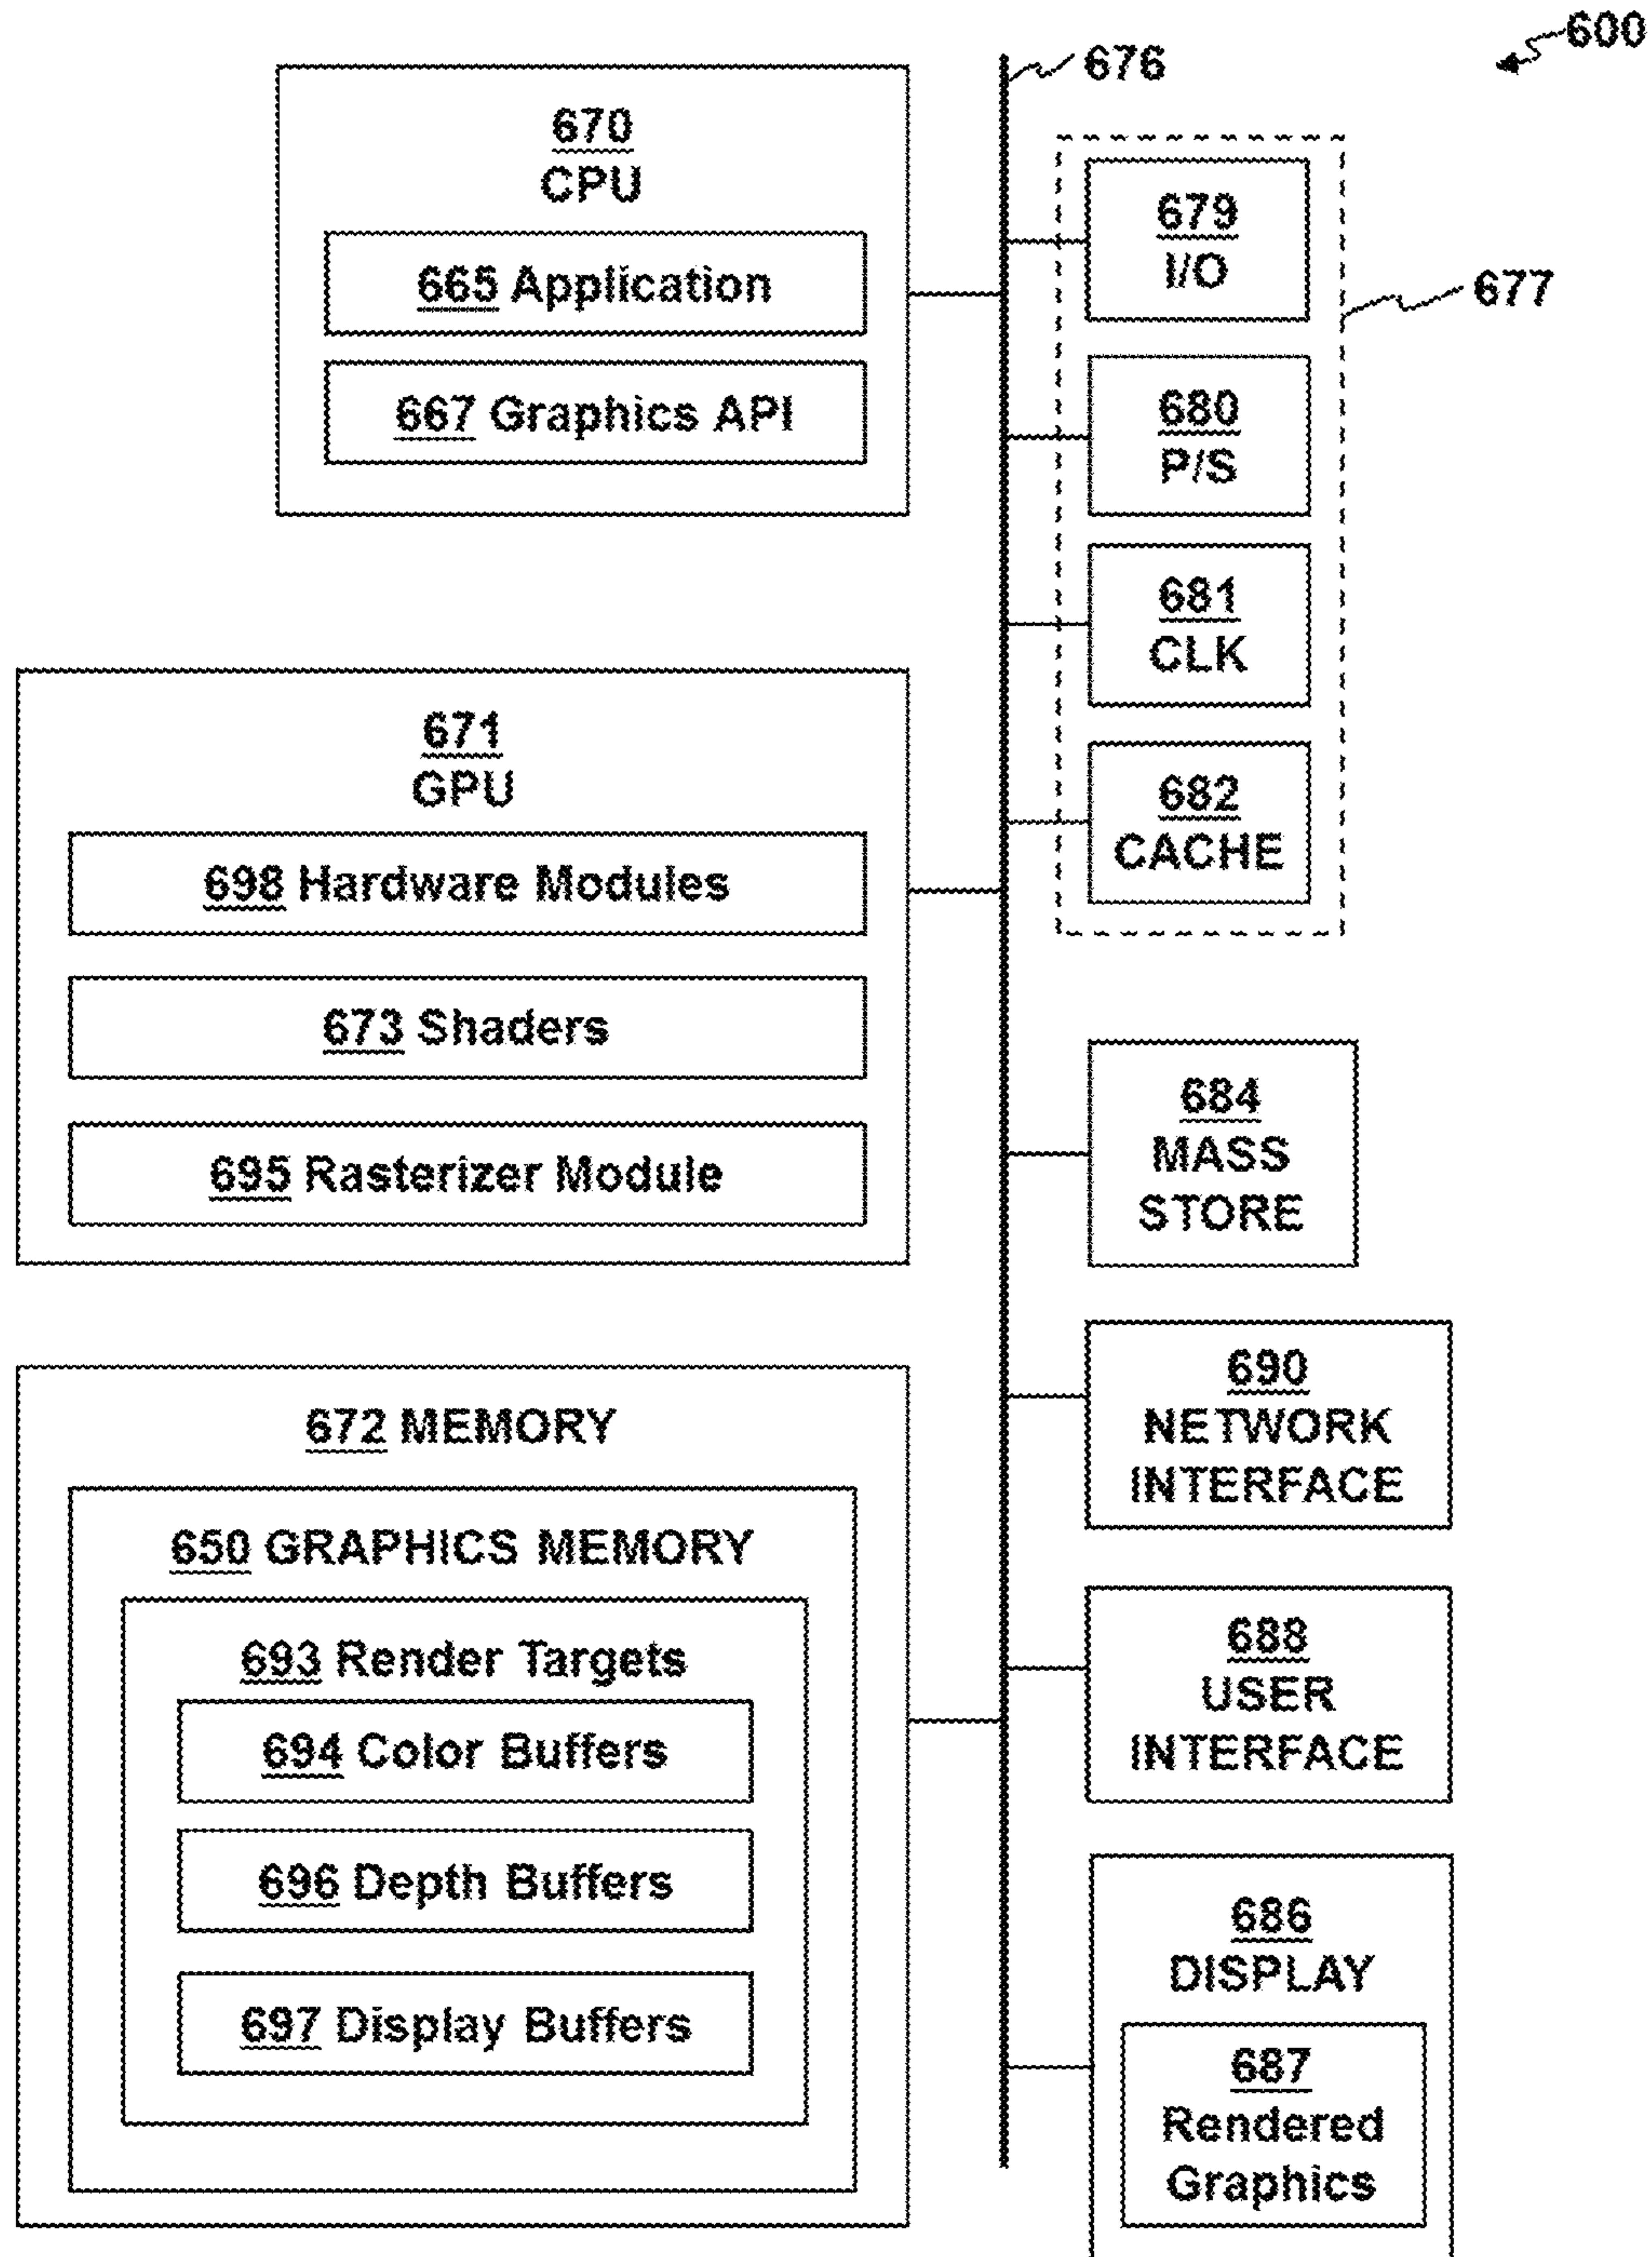 600
676
670
CPU
665 Application
667 Graphics API
679
I/O
677
680
P/S
681
CLK
682
CACHE
671
GPU
698 Hardware Modules
673 Shaders
695 Rasterizer Module
684
MASS
STORE
690
NETWORK
INTERFACE
672 MEMORY
650 GRAPHICS MEMORY
693 Render Targets
694 Color Buffers
696 Depth Buffers
697 Display Buffers
688
USER
INTERFACE
686
DISPLAY
687
Rendered
Graphics